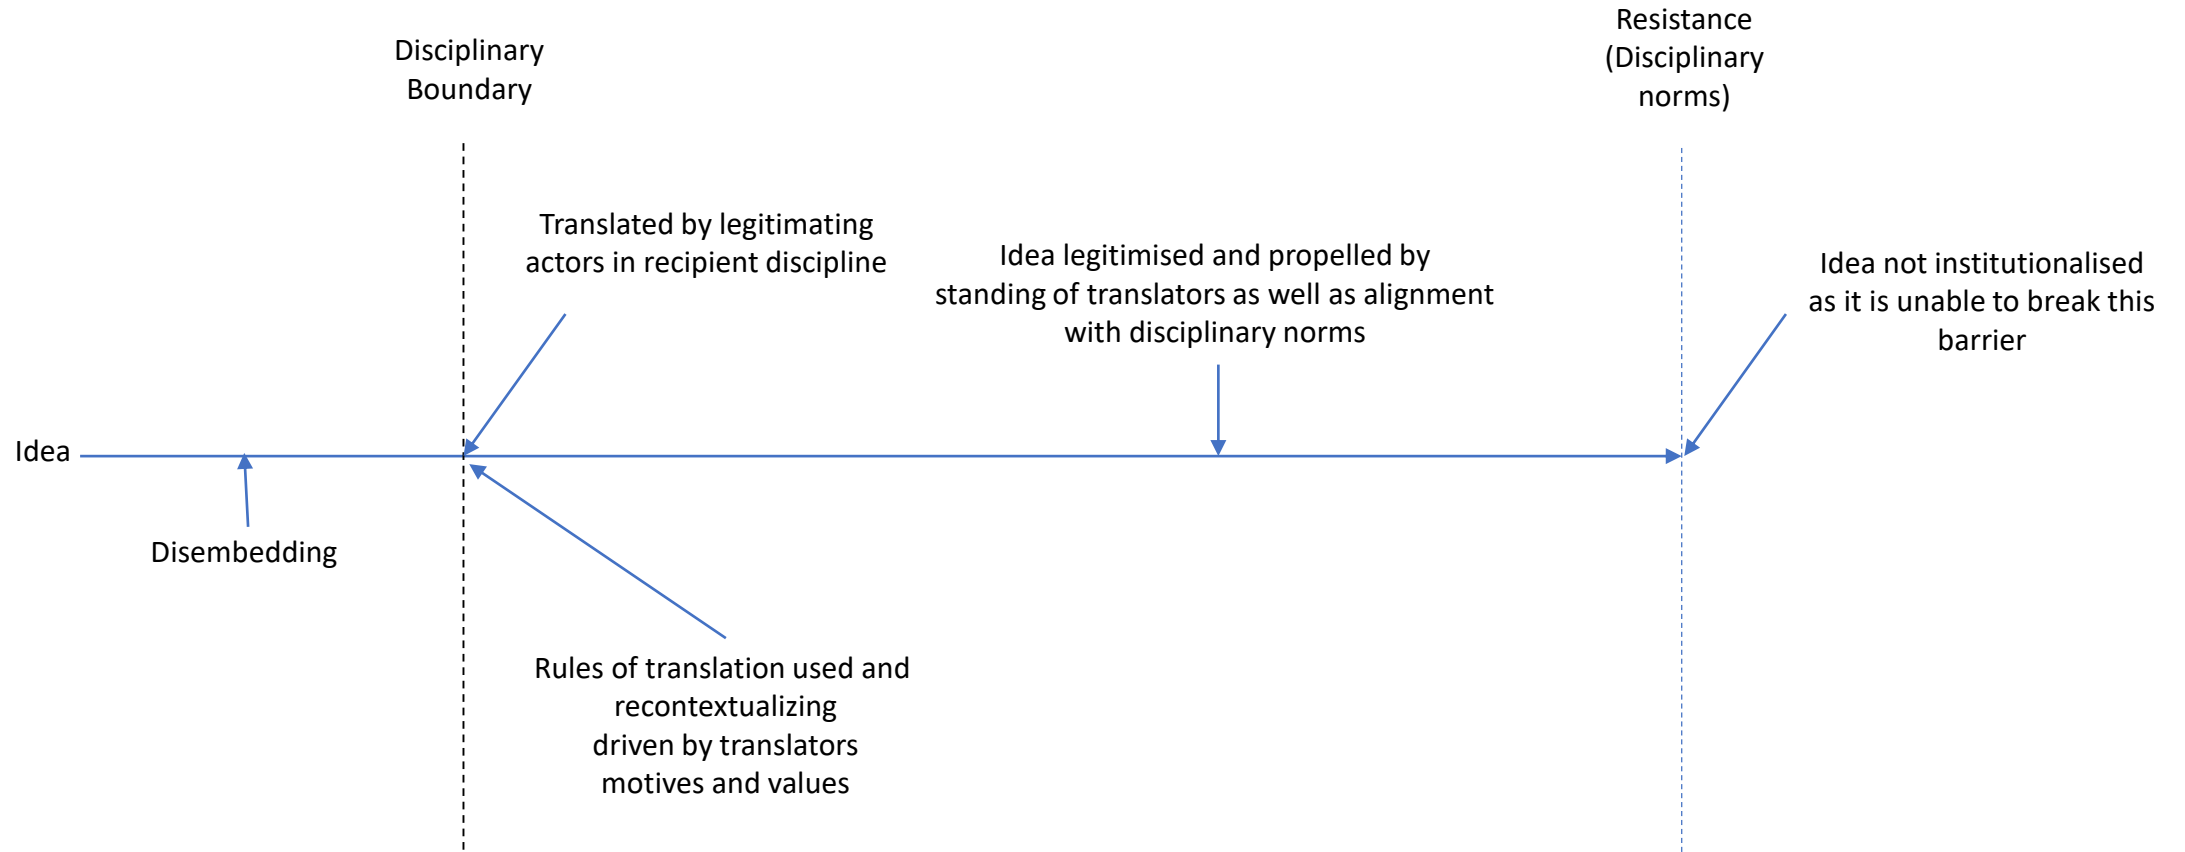 Disciplinary
Boundary
Resistance
(Disciplinary
norms)
Translated by legitimating
actors in recipient discipline
Idea legitimised and propelled by
standing of translators as well as alignment
with disciplinary norms
Idea not institutionalised
as it is unable to break this
barrier
Idea
Disembedding
Rules of translation used and
recontextualizing
driven by translators
motives and values